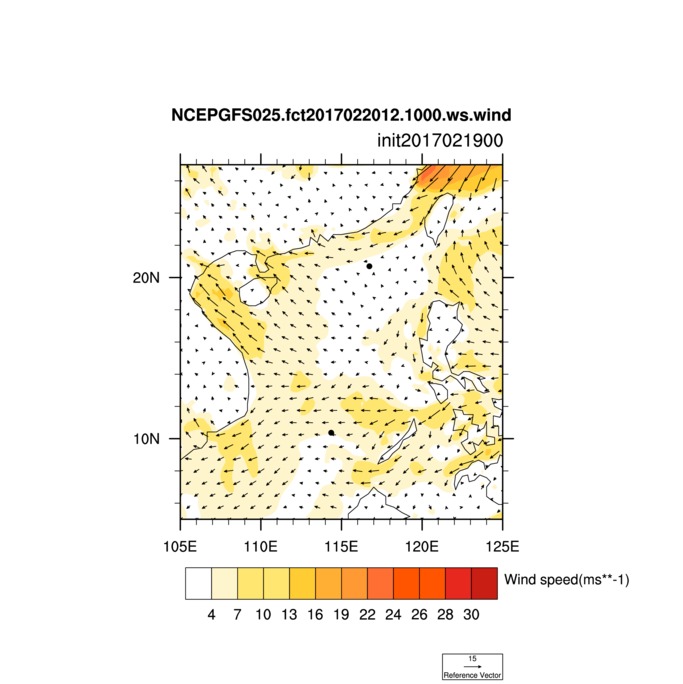 NCEPGFS025.fct2017022012.1000.ws.wind
init2017021900
20N
10N
105E 110E 115E 120E 125E
Wind speed(ms**-1)
4 7 10 13 16 19 22 24 26 28 30
15
Reference Vector